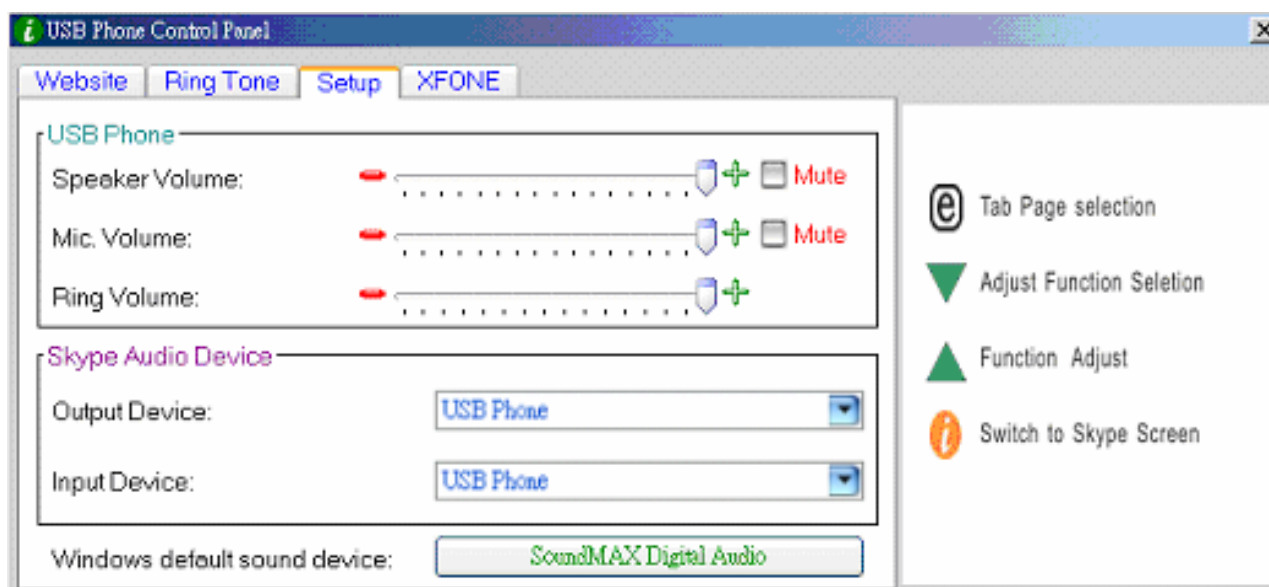 USB Phone Control Panel
Website Ring Tone Setup XFONE
USB Phone
Speaker Volume: Mute
Mic. Volume: Mute
Ring Volume:
Skype Audio Device
Output Device: USB Phone
Input Device: USB Phone
Windows default sound device: SoundMAX Digital Audio
Tab Page selection
Adjust Function Seletion
Function Adjust
Switch to Skype Screen